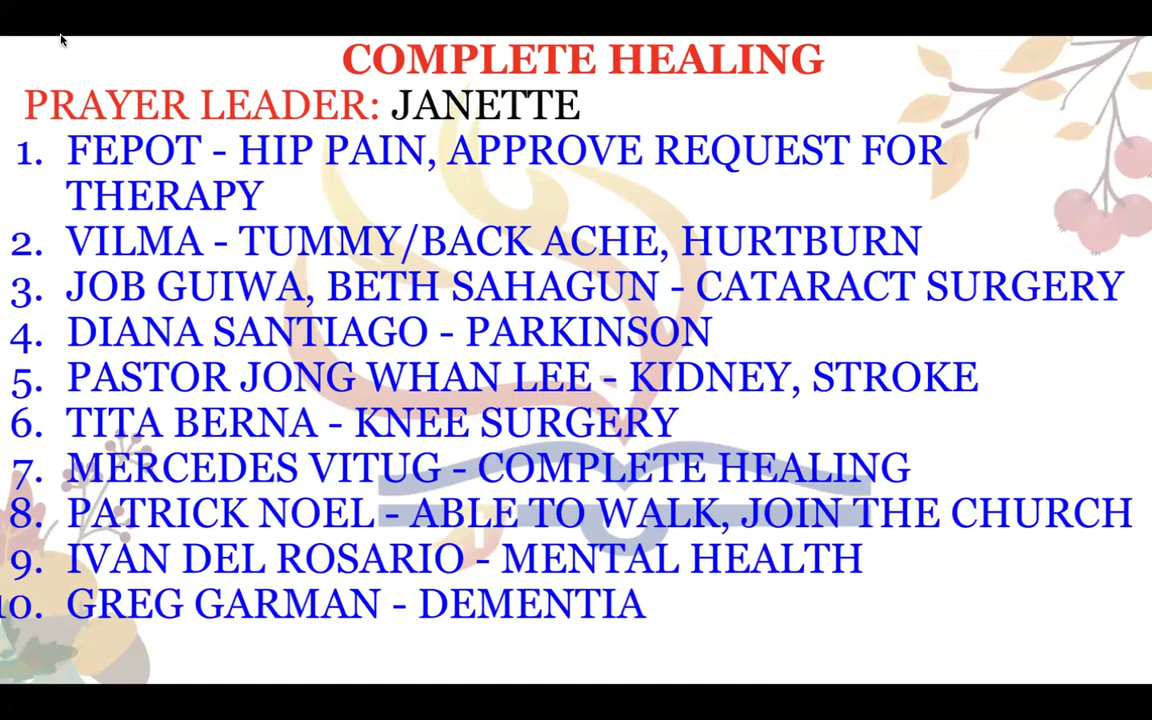 COMPLETE HEALING
PRAYER LEADER: JANETTE
1. FEPOT - HIP PAIN, APPROVE REQUEST FOR
THERAPY
2. VILMA - TUMMY/BACK ACHE, HURTBURN
3. JOB GUIWA, BETH SAHAGUN - CATARACT SURGERY
4. DIANA SANTIAGO - PARKINSON
5. PASTOR JONG WHAN LEE - KIDNEY, STROKE
6. TITA BERNA - KNEE SURGERY
7. MERCEDES VITUG - COMPLETE HEALING
8. PATRICK NOEL - ABLE TO WALK, JOIN THE CHURCH
9. IVAN DEL ROSARIO - MENTAL HEALTH
10. GREG GARMAN - DEMENTIA